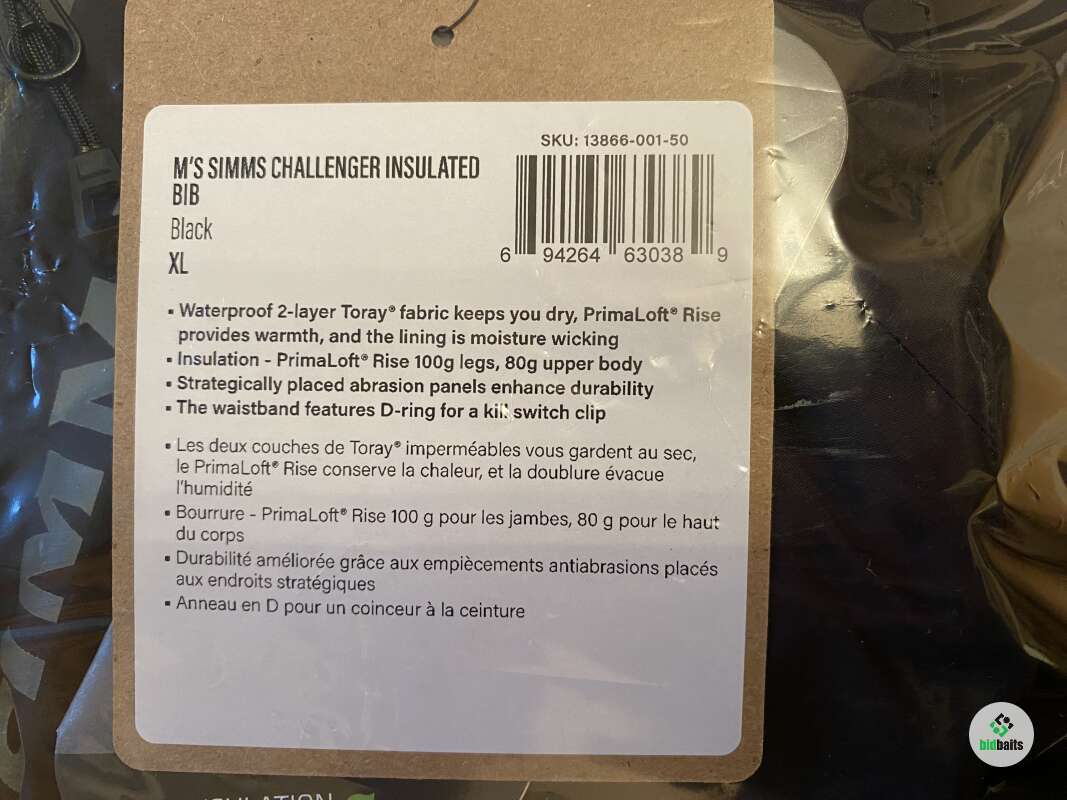 SKU: 13866-001-50
M'S SIMMS CHALLENGER INSULATED
BIB
Black
XL
6 94264 63038 9
▪ Waterproof 2-layer Toray® fabric keeps you dry, PrimaLoft® Rise
provides warmth, and the lining is moisture wicking
▪ Insulation - PrimaLoft® Rise 100g legs, 80g upper body
▪ Strategically placed abrasion panels enhance durability
▪ The waistband features D-ring for a kill switch clip
▪ Les deux couches de Toray® imperméables vous gardent au sec,
le PrimaLoft® Rise conserve la chaleur, et la doublure évacue
l'humidité
▪ Bourrure - PrimaLoft® Rise 100 g pour les jambes, 80 g pour le haut
du corps
▪ Durabilité améliorée grâce aux empiècements antiabrasions placés
aux endroits stratégiques
▪ Anneau en D pour un coinceur à la ceinture
bidbaits